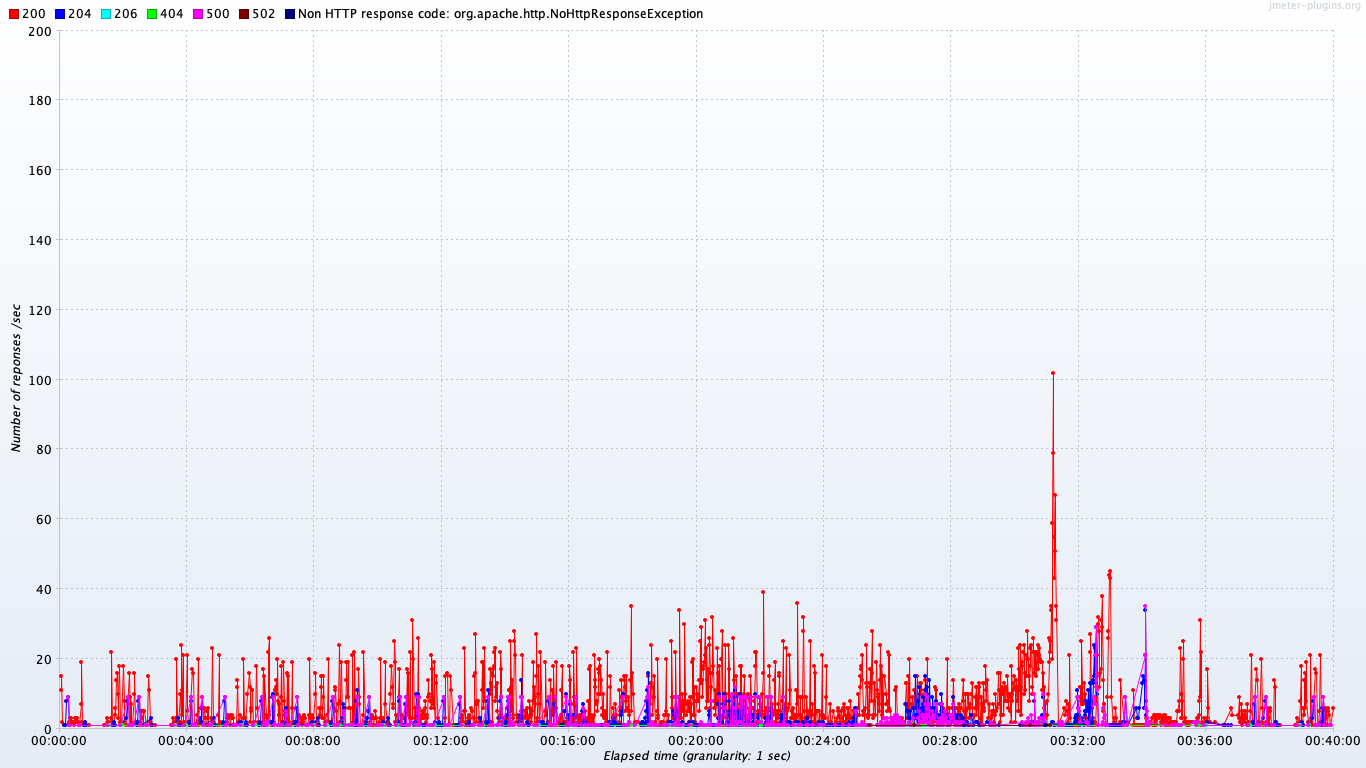 jmeter-plugins.org
200 204 206 404 500 502 Non HTTP response code: org.apache.http.NoHttpResponseException
200
180
160
140
120
100
80
60
40
20
0
Number of reponses /sec
00:00:00 00:04:00 00:08:00 00:12:00 00:16:00 00:20:00 00:24:00 00:28:00 00:32:00 00:36:00 00:40:00
Elapsed time (granularity: 1 sec)